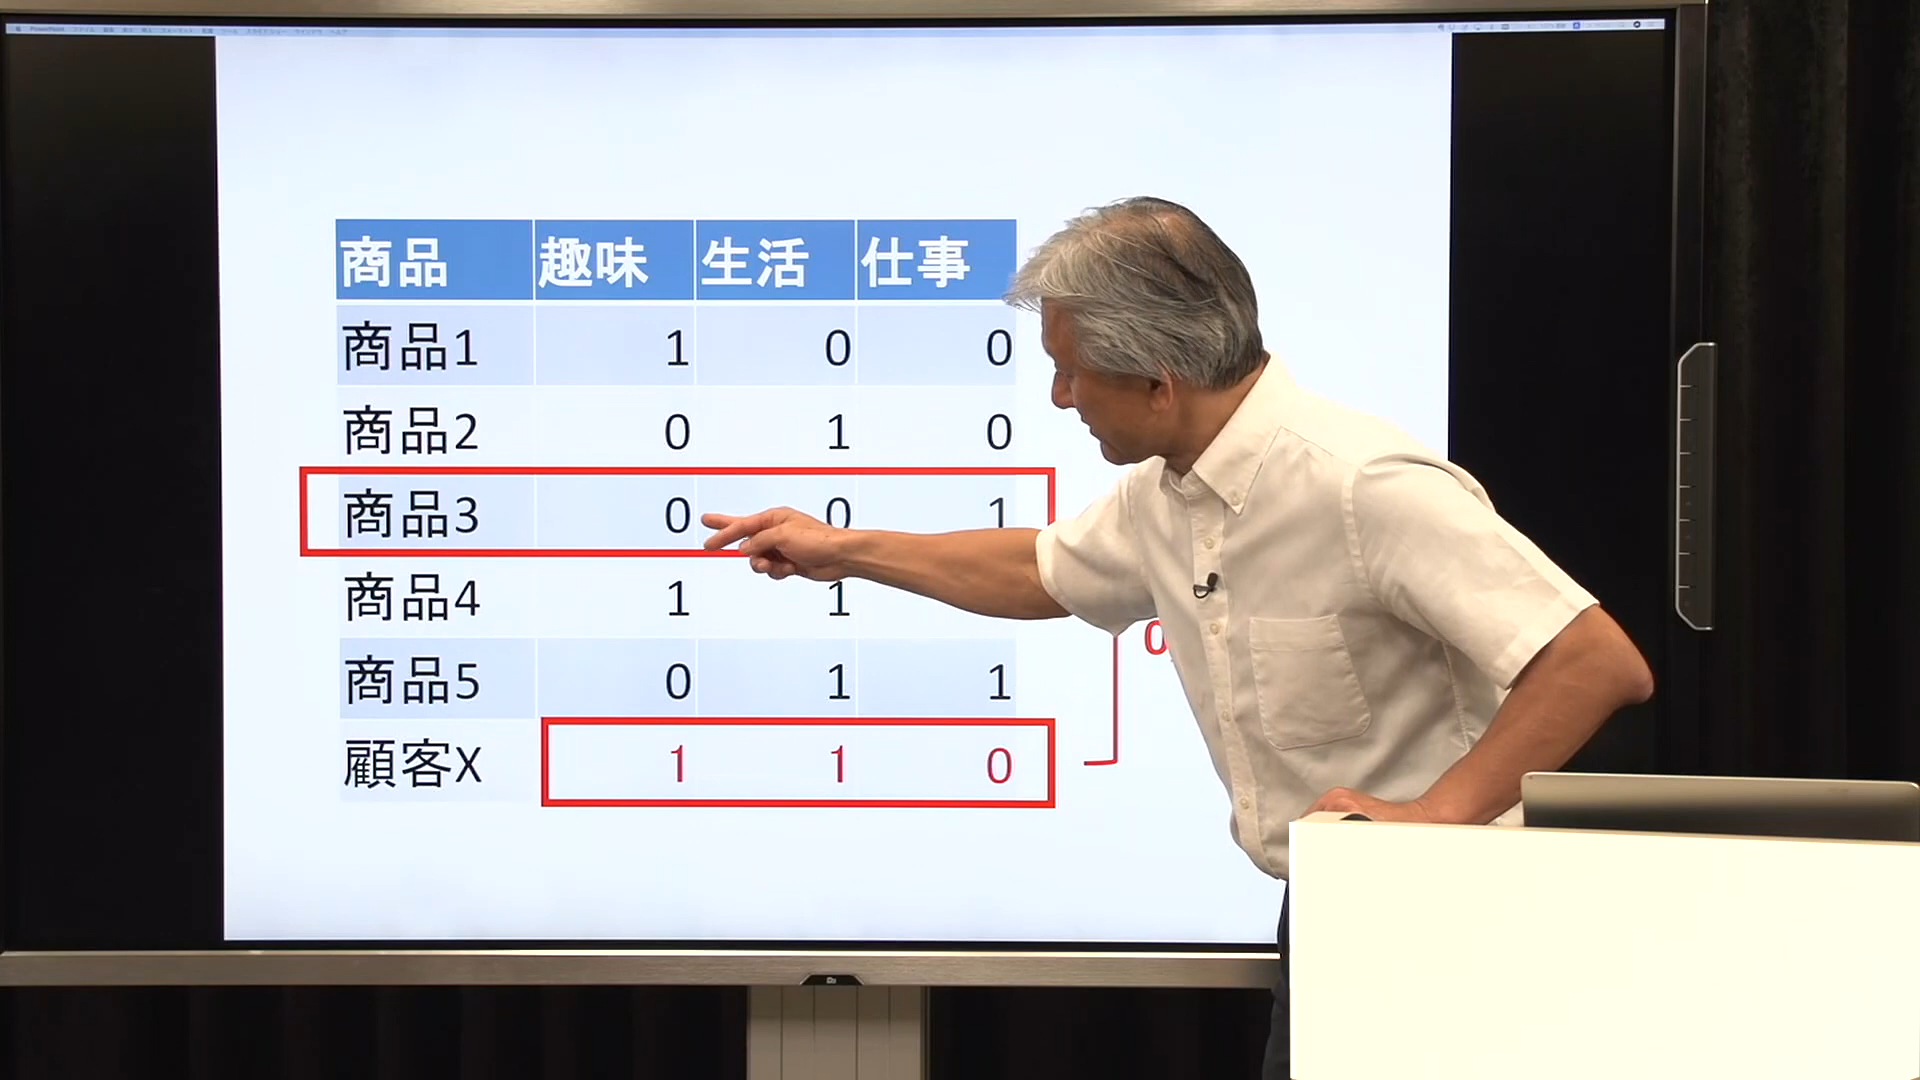 PowerPoint
商品 趣味 生活 仕事
商品1 1 0 0
商品2 0 1 0
商品3 0 0 1
商品4 1 1
商品5 0 1 1
顧客X 1 1 0
0